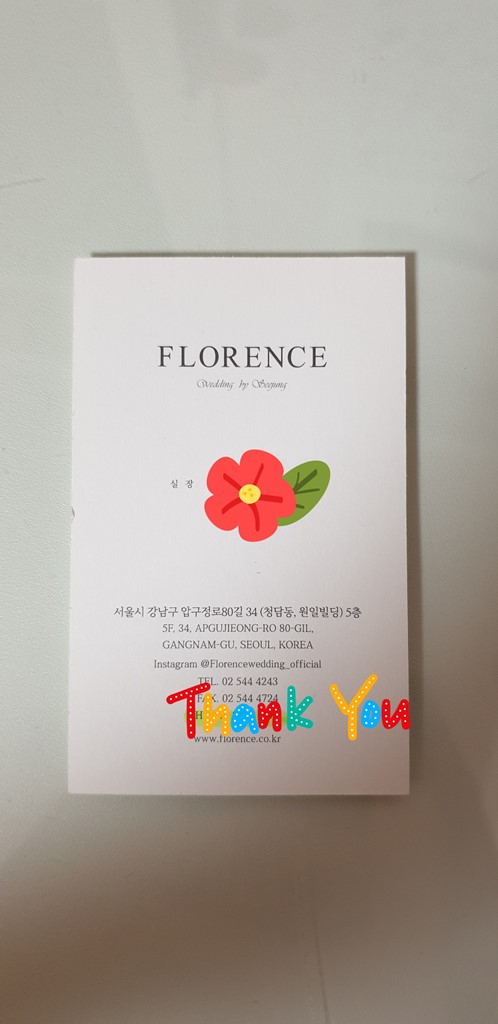 FLORENCE
Wedding by Seojung
실 장
서울시 강남구 압구정로80길 34 (청담동, 원일빌딩) 5층
5F, 34, APGUJIEONG-RO 80-GIL,
GANGNAM-GU, SEOUL, KOREA
Instagram @Florencewedding_official
TEL. 02 544 4243
FAX. 02 544 4724
H
Thank You
www.florence.co.kr